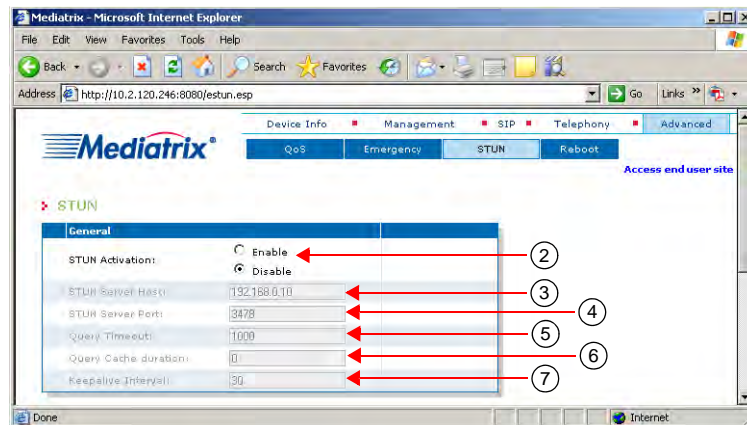 Mediatrix - Microsoft Internet Explorer
File Edit View Favorites Tools Help
Back Search Favorites
Address http://10.2.120.246:8080/estun.esp Go Links »
Mediatrix®
Device Info Management SIP Telephony Advanced
QoS Emergency STUN Reboot
Access end user site
STUN
General
STUN Activation: Enable 2
Disable
STUN Server Host: 192.168.0.10 3
STUN Server Port: 3478 4
Query Timeout: 1000 5
Query Cache duration: 0 6
Keepalive Interval: 30 7
Done Internet